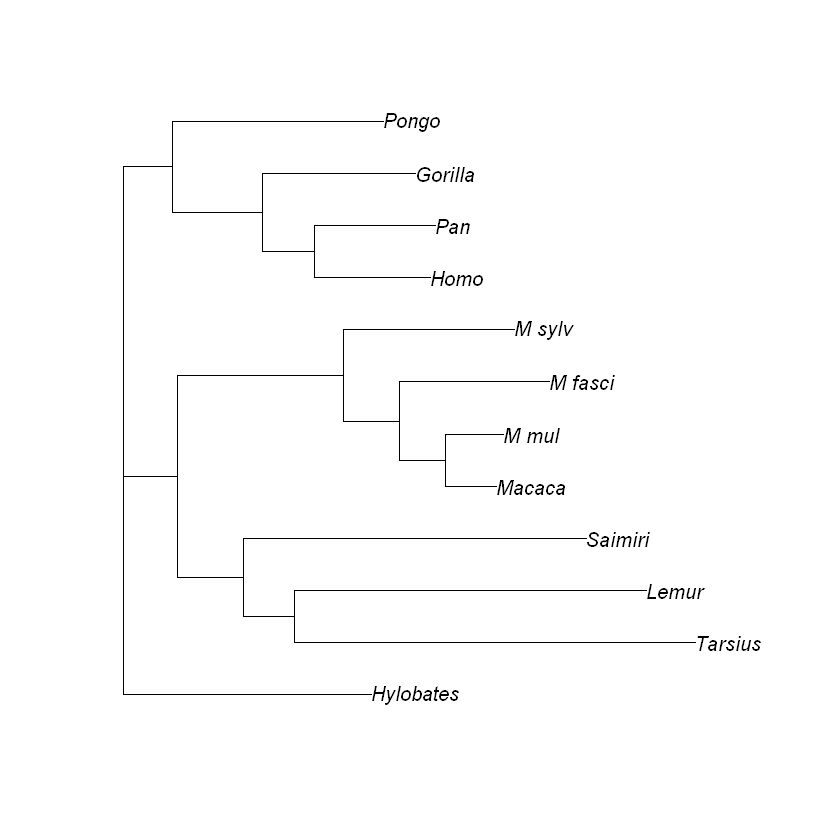 Pongo
Gorilla
Pan
Homo
M sylv
M fasci
M mul
Macaca
Saimiri
Lemur
Tarsius
Hylobates